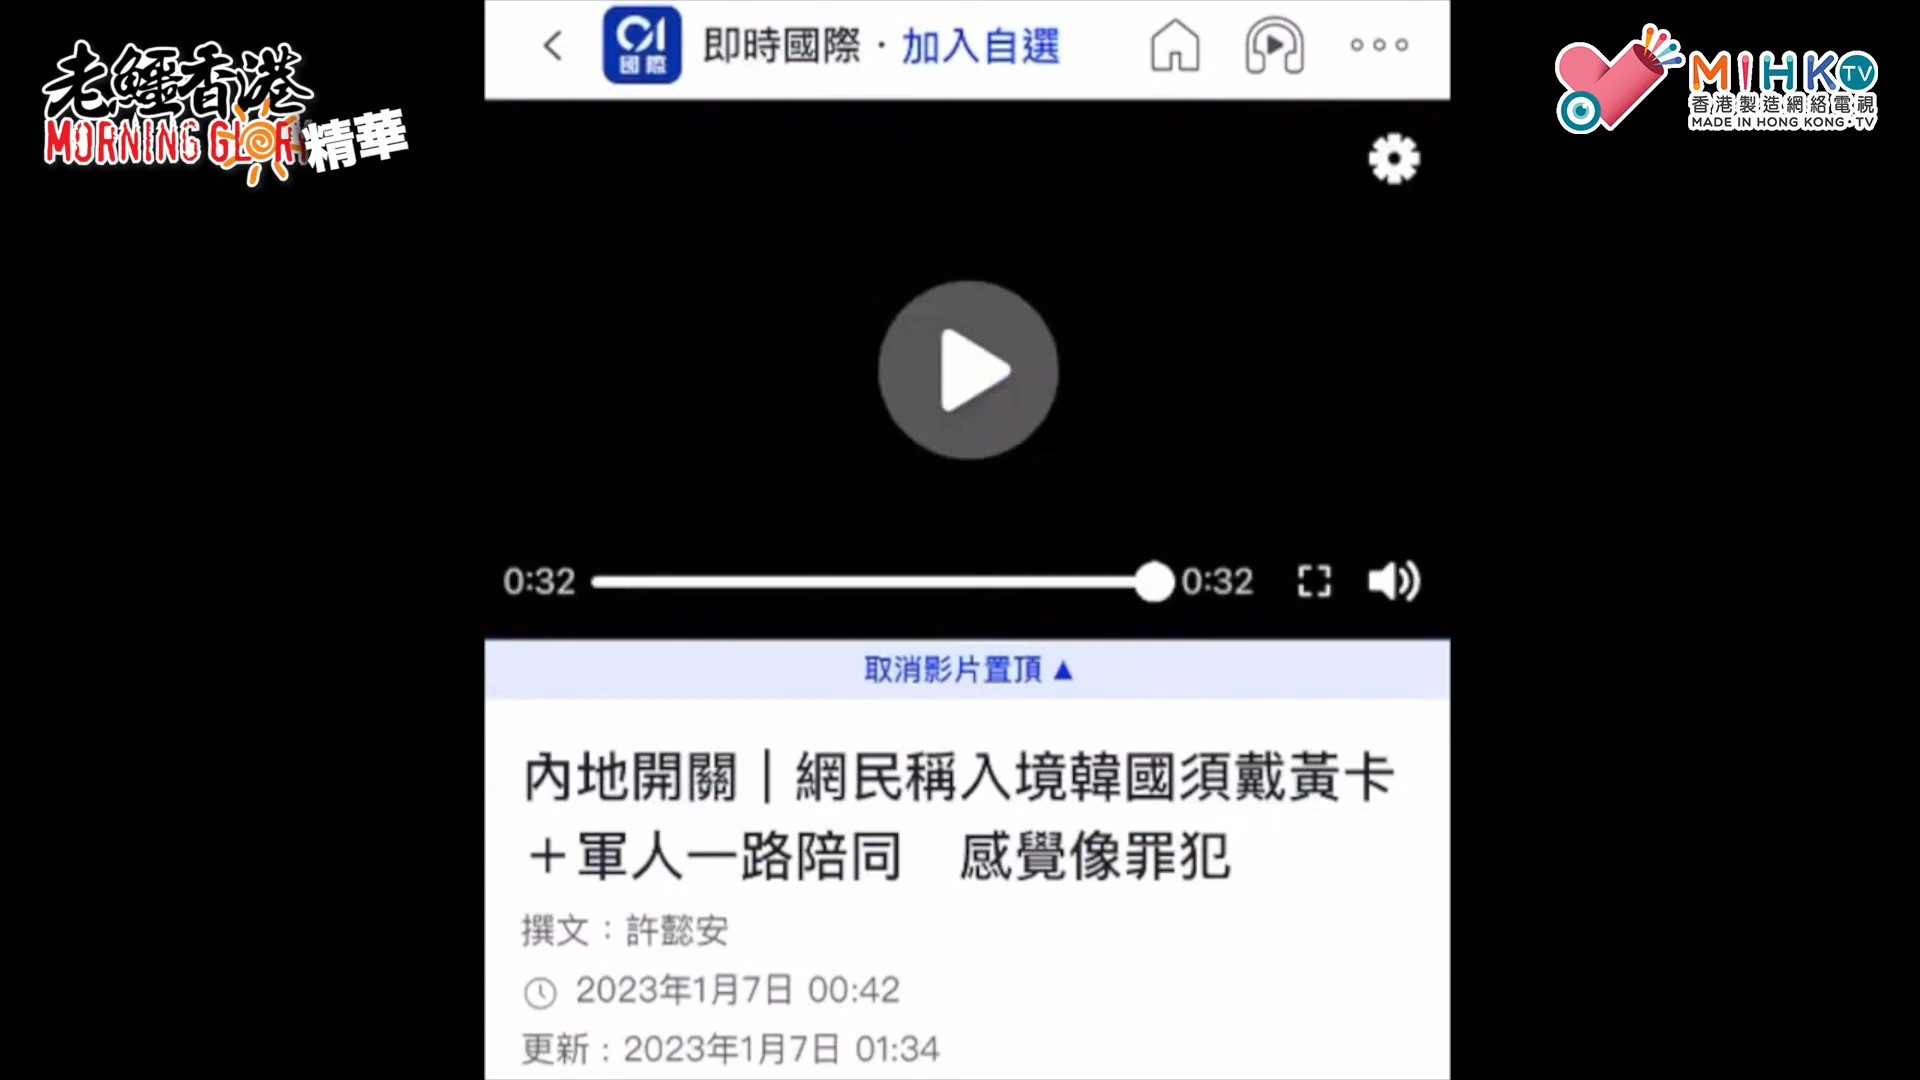 老鱷香港
MORNING GLORY
精華
01
國際
即時國際·加入自選
MIHK TV
香港製造網絡電視
MADE IN HONG KONG·TV
0:32
0:32
取消影片置頂 ▲
內地開關｜網民稱入境韓國須戴黃卡
＋軍人一路陪同 感覺像罪犯
撰文：許懿安
2023年1月7日 00:42
更新：2023年1月7日 01:34